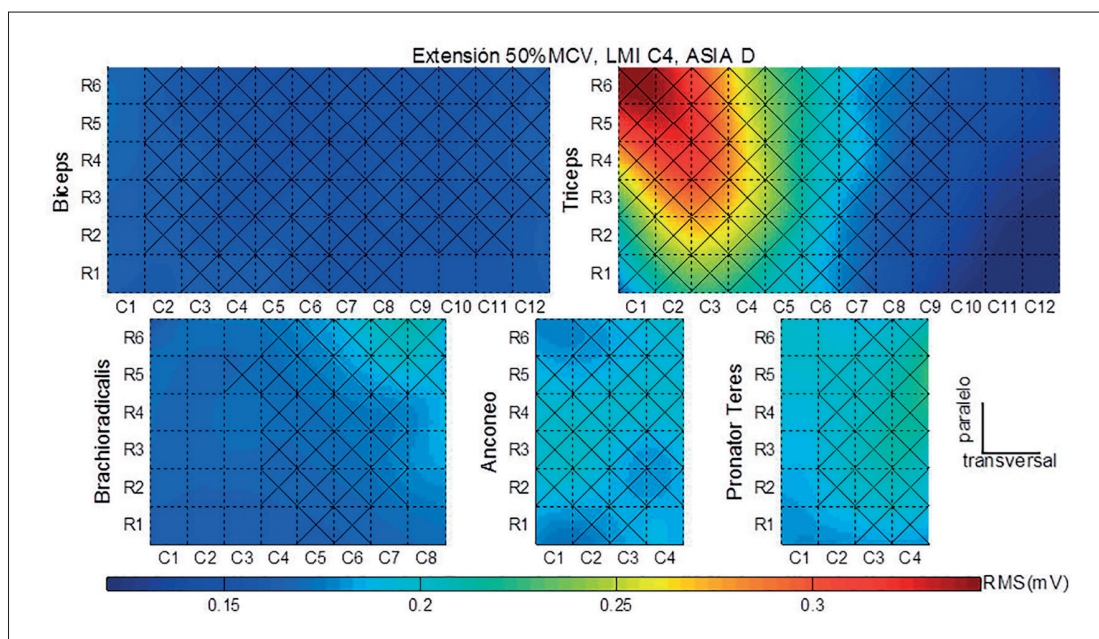 Extensión 50%MCV, LMI C4, ASIA D
Biceps
R6
R5
R4
R3
R2
R1
C1 C2 C3 C4 C5 C6 C7 C8 C9 C10 C11 C12
Triceps
R6
R5
R4
R3
R2
R1
C1 C2 C3 C4 C5 C6 C7 C8 C9 C10 C11 C12
Brachioradicalis
R6
R5
R4
R3
R2
R1
C1 C2 C3 C4 C5 C6 C7 C8
Anconeo
R6
R5
R4
R3
R2
R1
C1 C2 C3 C4
Pronator Teres
R6
R5
R4
R3
R2
R1
C1 C2 C3 C4
paralelo
transversal
0.15 0.2 0.25 0.3 RMS(mV)